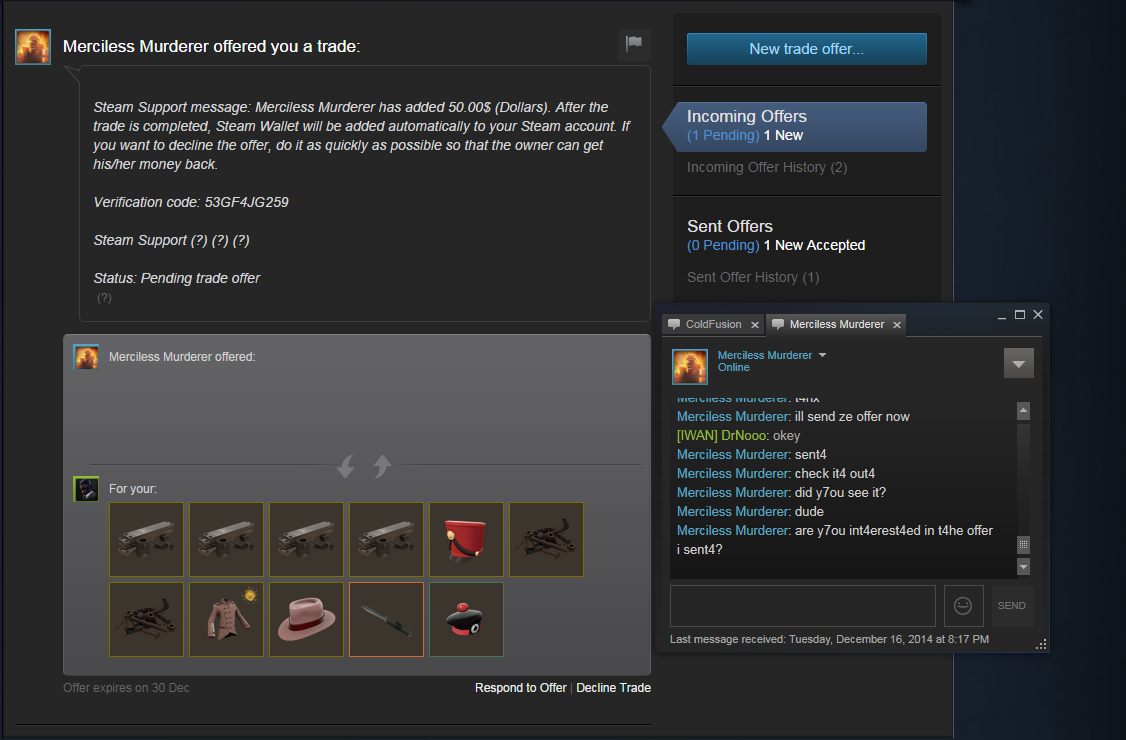 Merciless Murderer offered you a trade:
Steam Support message: Merciless Murderer has added 50.00$ (Dollars). After the
trade is completed, Steam Wallet will be added automatically to your Steam account. If
you want to decline the offer, do it as quickly as possible so that the owner can get
his/her money back.
Verification code: 53GF4JG259
Steam Support (?) (?) (?)
Status: Pending trade offer
(?)
Merciless Murderer offered:
For your:
Offer expires on 30 Dec
Respond to Offer | Decline Trade
New trade offer...
Incoming Offers
(1 Pending) 1 New
Incoming Offer History (2)
Sent Offers
(0 Pending) 1 New Accepted
Sent Offer History (1)
ColdFusion
Merciless Murderer
Merciless Murderer
Online
Merciless Murderer: t4hx
Merciless Murderer: ill send ze offer now
[IWAN] DrNooo: okey
Merciless Murderer: sent4
Merciless Murderer: check it4 out4
Merciless Murderer: did y7ou see it?
Merciless Murderer: dude
Merciless Murderer: are y7ou int4erest4ed in t4he offer
i sent4?
SEND
Last message received: Tuesday, December 16, 2014 at 8:17 PM